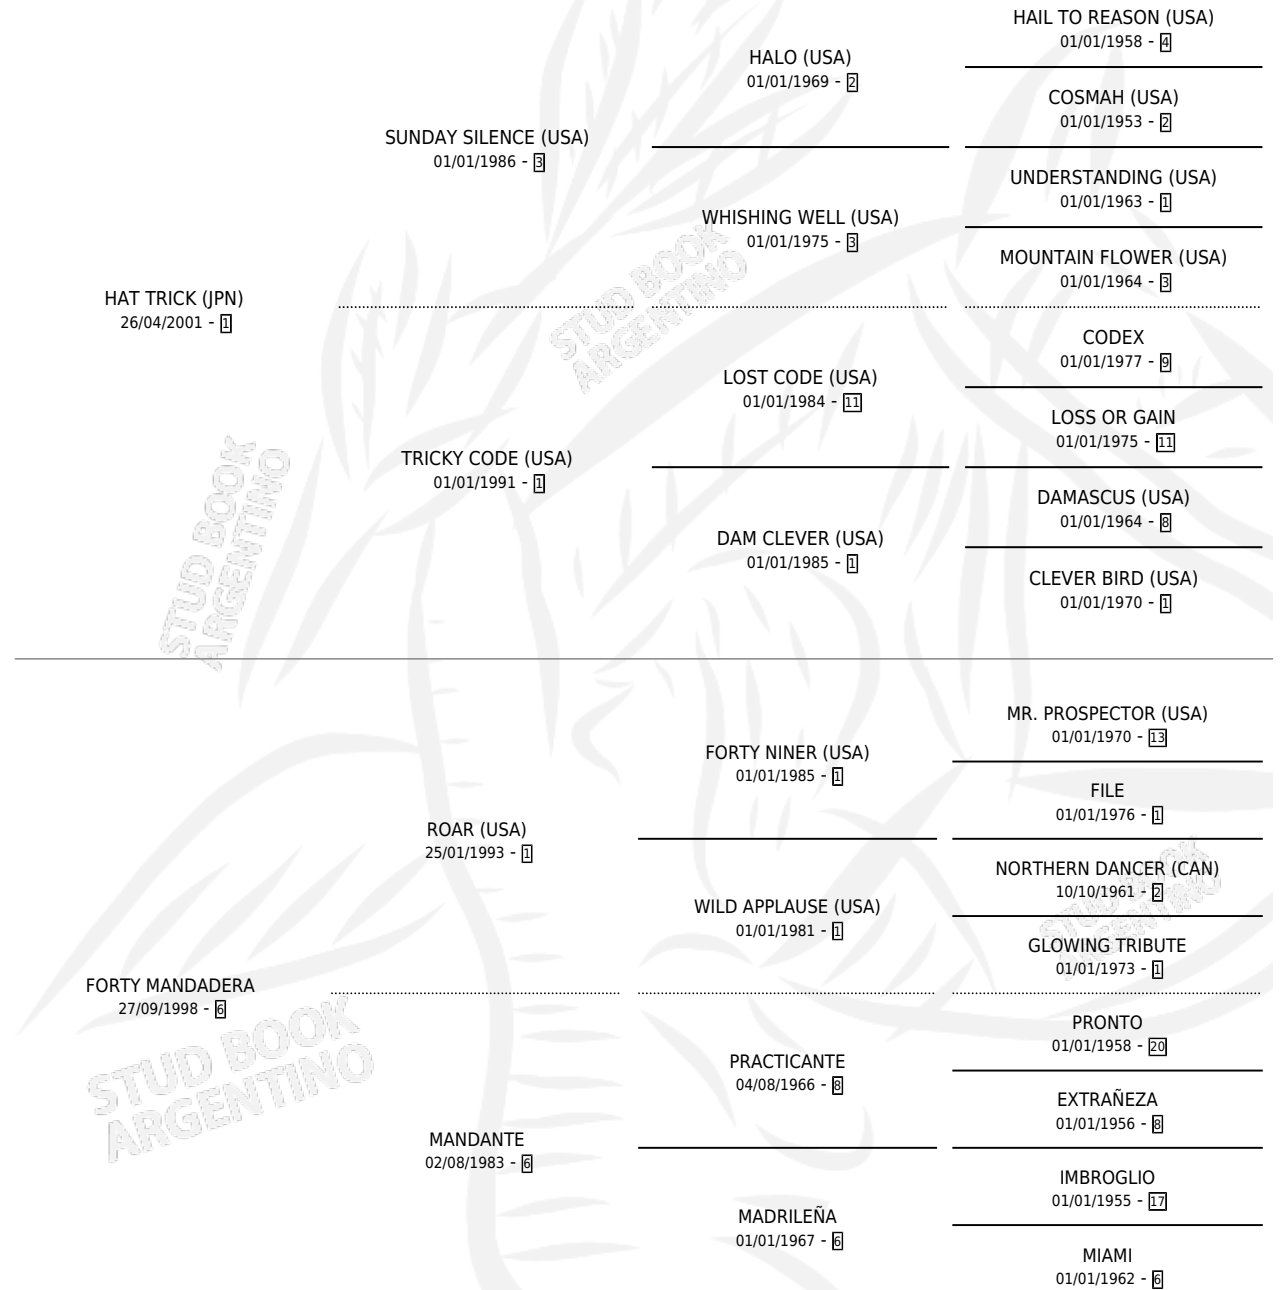 HAIL TO REASON (USA)
01/01/1958 - 4
HALO (USA)
01/01/1969 - 2
COSMAH (USA)
01/01/1953 - 2
SUNDAY SILENCE (USA)
01/01/1986 - 3
UNDERSTANDING (USA)
01/01/1963 - 1
WHISHING WELL (USA)
01/01/1975 - 3
MOUNTAIN FLOWER (USA)
01/01/1964 - 3
HAT TRICK (JPN)
26/04/2001 - 1
CODEX
01/01/1977 - 9
LOST CODE (USA)
01/01/1984 - 11
LOSS OR GAIN
01/01/1975 - 11
TRICKY CODE (USA)
01/01/1991 - 1
DAMASCUS (USA)
01/01/1964 - 8
DAM CLEVER (USA)
01/01/1985 - 1
CLEVER BIRD (USA)
01/01/1970 - 1
MR. PROSPECTOR (USA)
01/01/1970 - 13
FORTY NINER (USA)
01/01/1985 - 1
FILE
01/01/1976 - 1
ROAR (USA)
25/01/1993 - 1
NORTHERN DANCER (CAN)
10/10/1961 - 2
WILD APPLAUSE (USA)
01/01/1981 - 1
GLOWING TRIBUTE
01/01/1973 - 1
FORTY MANDADERA
27/09/1998 - 6
PRONTO
01/01/1958 - 20
PRACTICANTE
04/08/1966 - 8
EXTRAÑEZA
01/01/1956 - 8
MANDANTE
02/08/1983 - 6
IMBROGLIO
01/01/1955 - 17
MADRILEÑA
01/01/1967 - 6
MIAMI
01/01/1962 - 6
STUD BOOK
ARGENTINO
STUD BOOK
ARGENTINO
STUD BOOK
ARGENTINO
STUD BOOK
ARGENTINO